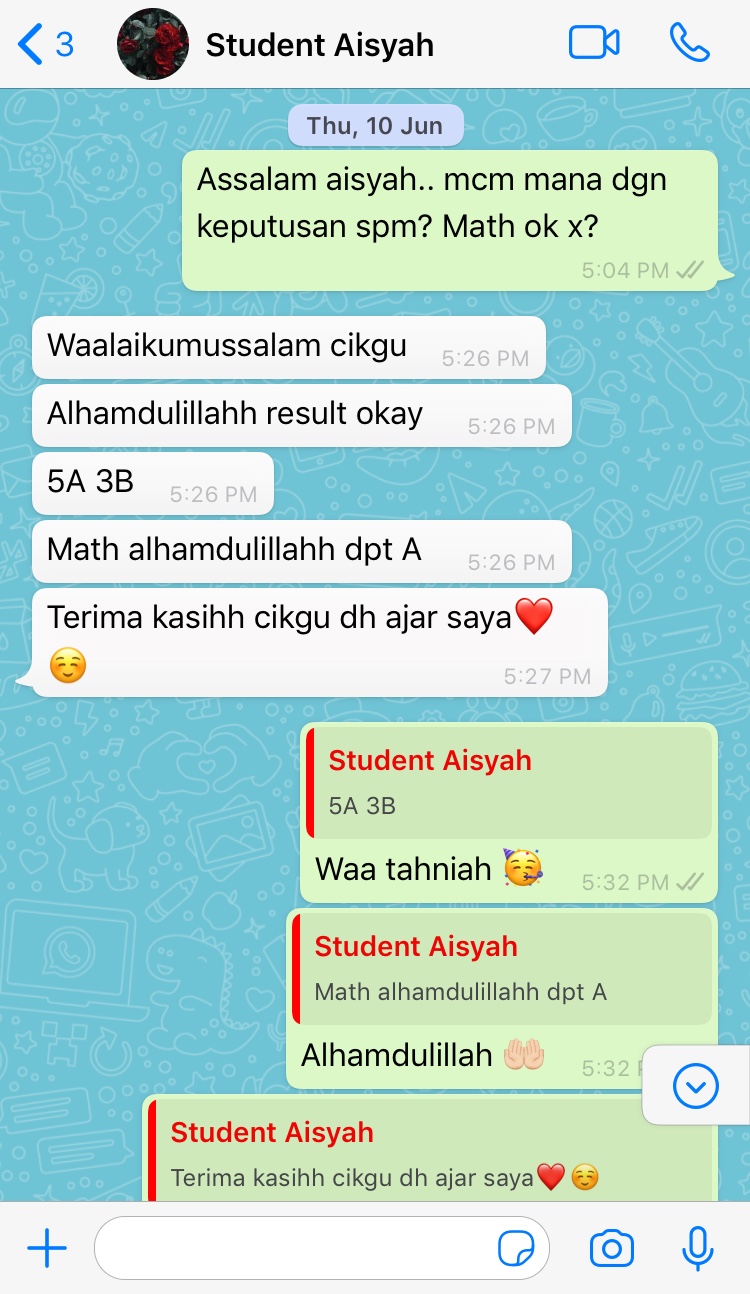 3
Student Aisyah
Thu, 10 Jun
Assalam aisyah.. mcm mana dgn
keputusan spm? Math ok x?
5:04 PM
Waalaikumussalam cikgu
5:26 PM
Alhamdulillahh result okay
5:26 PM
5A 3B
5:26 PM
Math alhamdulillahh dpt A
5:26 PM
Terima kasihh cikgu dh ajar saya❤️
☺️
5:27 PM
Student Aisyah
5A 3B
Waa tahniah 🥳
5:32 PM
Student Aisyah
Math alhamdulillahh dpt A
Alhamdulillah 🤲🏻
5:32
Student Aisyah
Terima kasihh cikgu dh ajar saya❤️☺️